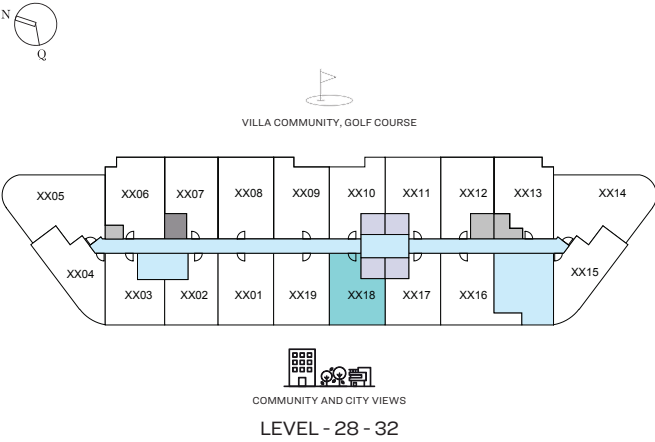 N
Q
VILLA COMMUNITY, GOLF COURSE
XX05 XX06 XX07 XX08 XX09 XX10 XX11 XX12 XX13 XX14
XX04 XX03 XX02 XX01 XX19 XX18 XX17 XX16 XX15
COMMUNITY AND CITY VIEWS
LEVEL - 28 - 32